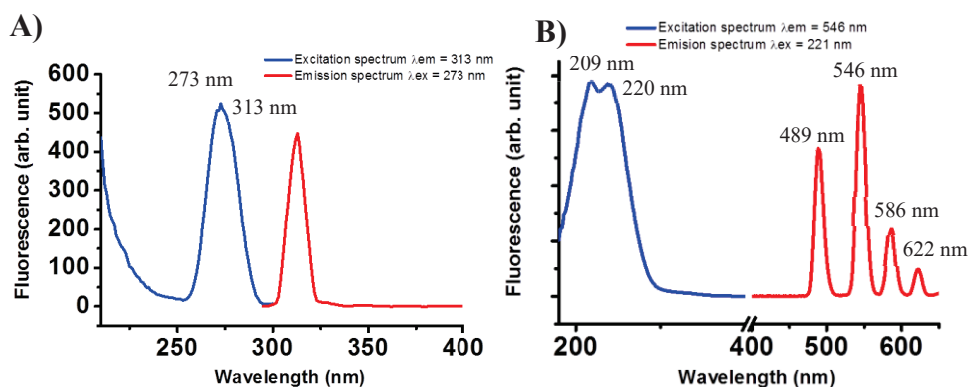 A)
Excitation spectrum λem = 313 nm
Emission spectrum λex = 273 nm
273 nm
313 nm
600
500
400
300
200
100
0
Fluorescence (arb. unit)
250
300
350
400
Wavelength (nm)
B)
Excitation spectrum λem = 546 nm
Emision spectrum λex = 221 nm
209 nm
220 nm
546 nm
489 nm
586 nm
622 nm
Fluorescence (arb. unit)
200
400
500
600
Wavelength (nm)